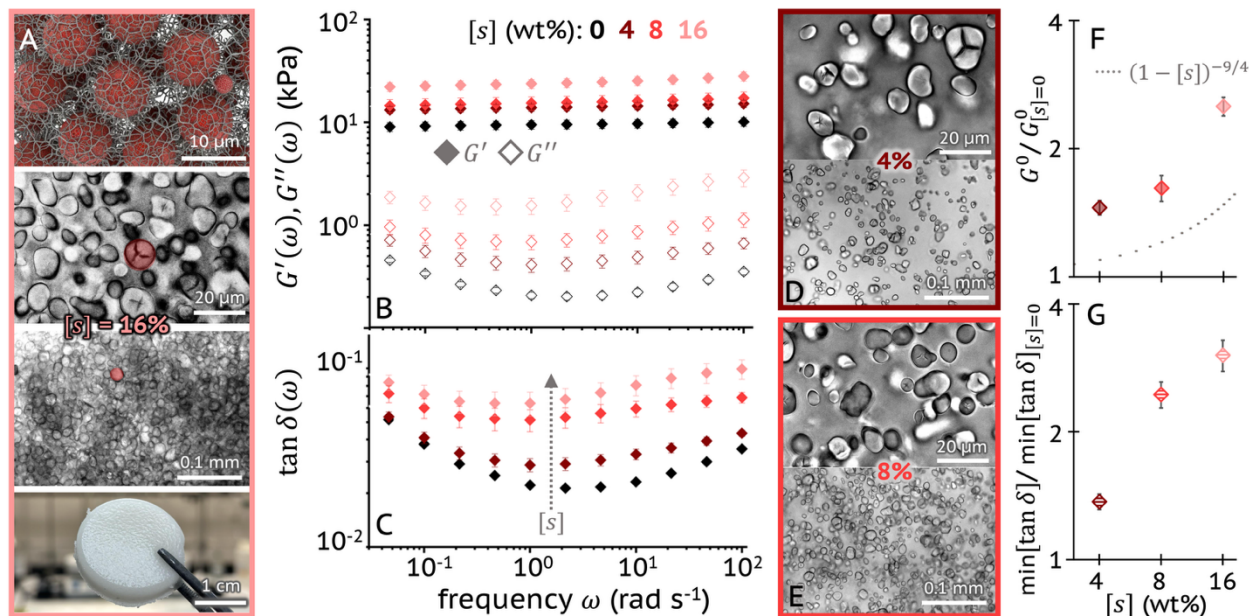 A
10 µm
20 µm
[s] = 16%
0.1 mm
1 cm
[s] (wt%): 0 4 8 16
G′(ω), G′′(ω) (kPa)
10²
10¹
10⁰
G′ G′′
B
tan δ(ω)
10⁻¹
10⁻²
C
[s]
10⁻¹ 10⁰ 10¹ 10²
frequency ω (rad s⁻¹)
20 µm
4%
D
0.1 mm
20 µm
8%
E
0.1 mm
F
(1 − [s])⁻⁹/⁴
G⁰/G⁰[s]=0
4
2
1
G
min[tan δ]/ min[tan δ][s]=0
4
2
1
4 8 16
[s] (wt%)